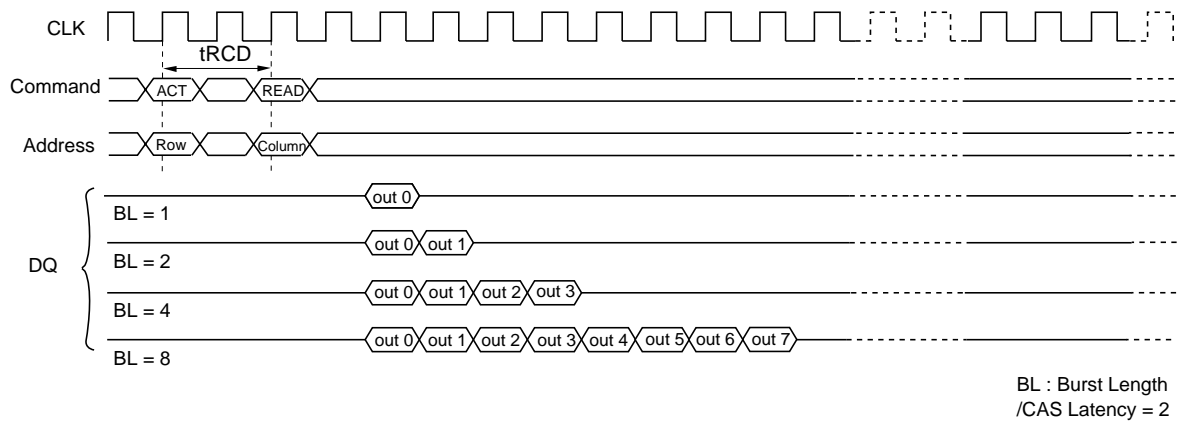 CLK
tRCD
Command ACT READ
Address Row Column
out 0
BL = 1
out 0 out 1
BL = 2
DQ
out 0 out 1 out 2 out 3
BL = 4
out 0 out 1 out 2 out 3 out 4 out 5 out 6 out 7
BL = 8
BL : Burst Length
/CAS Latency = 2